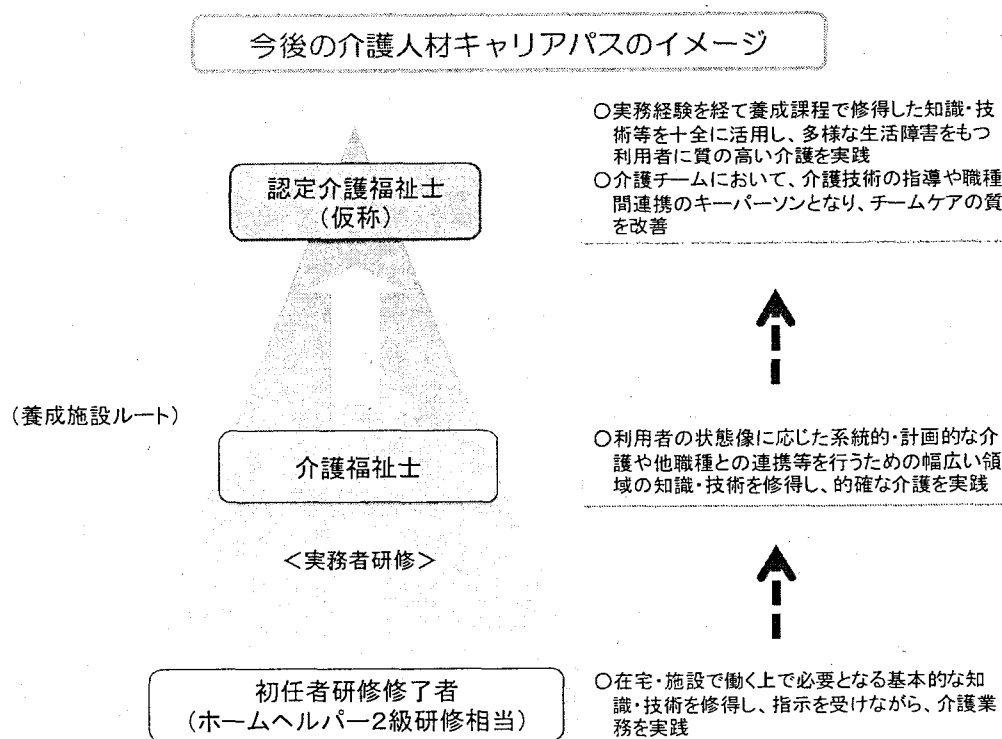 今後の介護人材キャリアパスのイメージ
認定介護福祉士
(仮称)
○実務経験を経て養成課程で修得した知識・技
術等を十全に活用し、多様な生活障害をもつ
利用者に質の高い介護を実践
○介護チームにおいて、介護技術の指導や職種
間連携のキーパーソンとなり、チームケアの質
を改善
(養成施設ルート)
介護福祉士
○利用者の状態像に応じた系統的・計画的な介
護や他職種との連携等を行うための幅広い領
域の知識・技術を修得し、的確な介護を実践
<実務者研修>
初任者研修修了者
(ホームヘルパー2級研修相当)
○在宅・施設で働く上で必要となる基本的な知
識・技術を修得し、指示を受けながら、介護業
務を実践